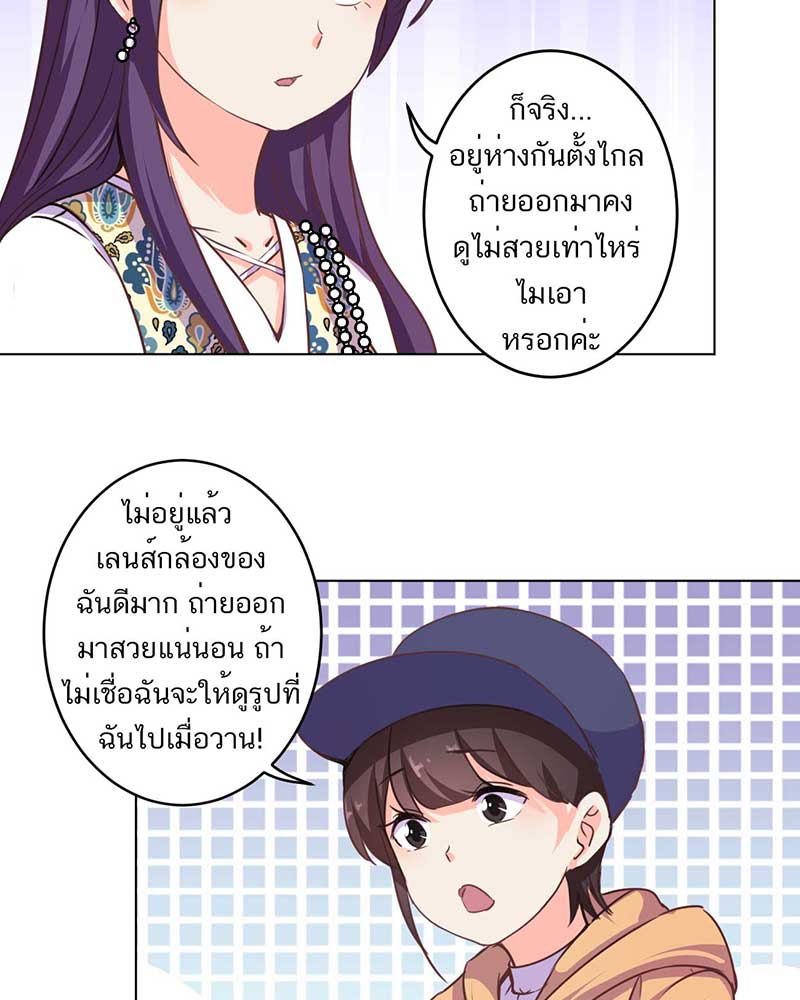 ก็จริง...
อยู่ห่างกันตั้งไกล
ถ่ายออกมาคง
ดูไม่สวยเท่าไหร่
ไมเอา
หรอกค่ะ
ไม่อยู่แล้ว
เลนส์กล้องของ
ฉันดีมาก ถ่ายออก
มาสวยแน่นอน ถ้า
ไม่เชื่อฉันจะให้ดูรูปที่
ฉันไปเมื่อวาน!